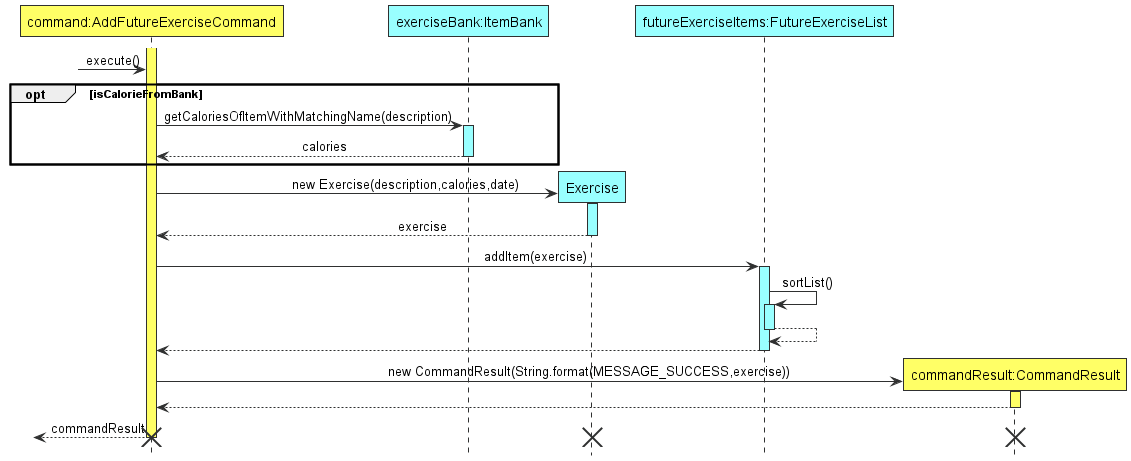 command:AddFutureExerciseCommand
exerciseBank:ItemBank
futureExerciseItems:FutureExerciseList
execute()
opt
[isCalorieFromBank]
getCaloriesOfItemWithMatchingName(description)
calories
new Exercise(description,calories,date)
Exercise
exercise
addItem(exercise)
sortList()
new CommandResult(String.format(MESSAGE_SUCCESS,exercise))
commandResult:CommandResult
commandResult